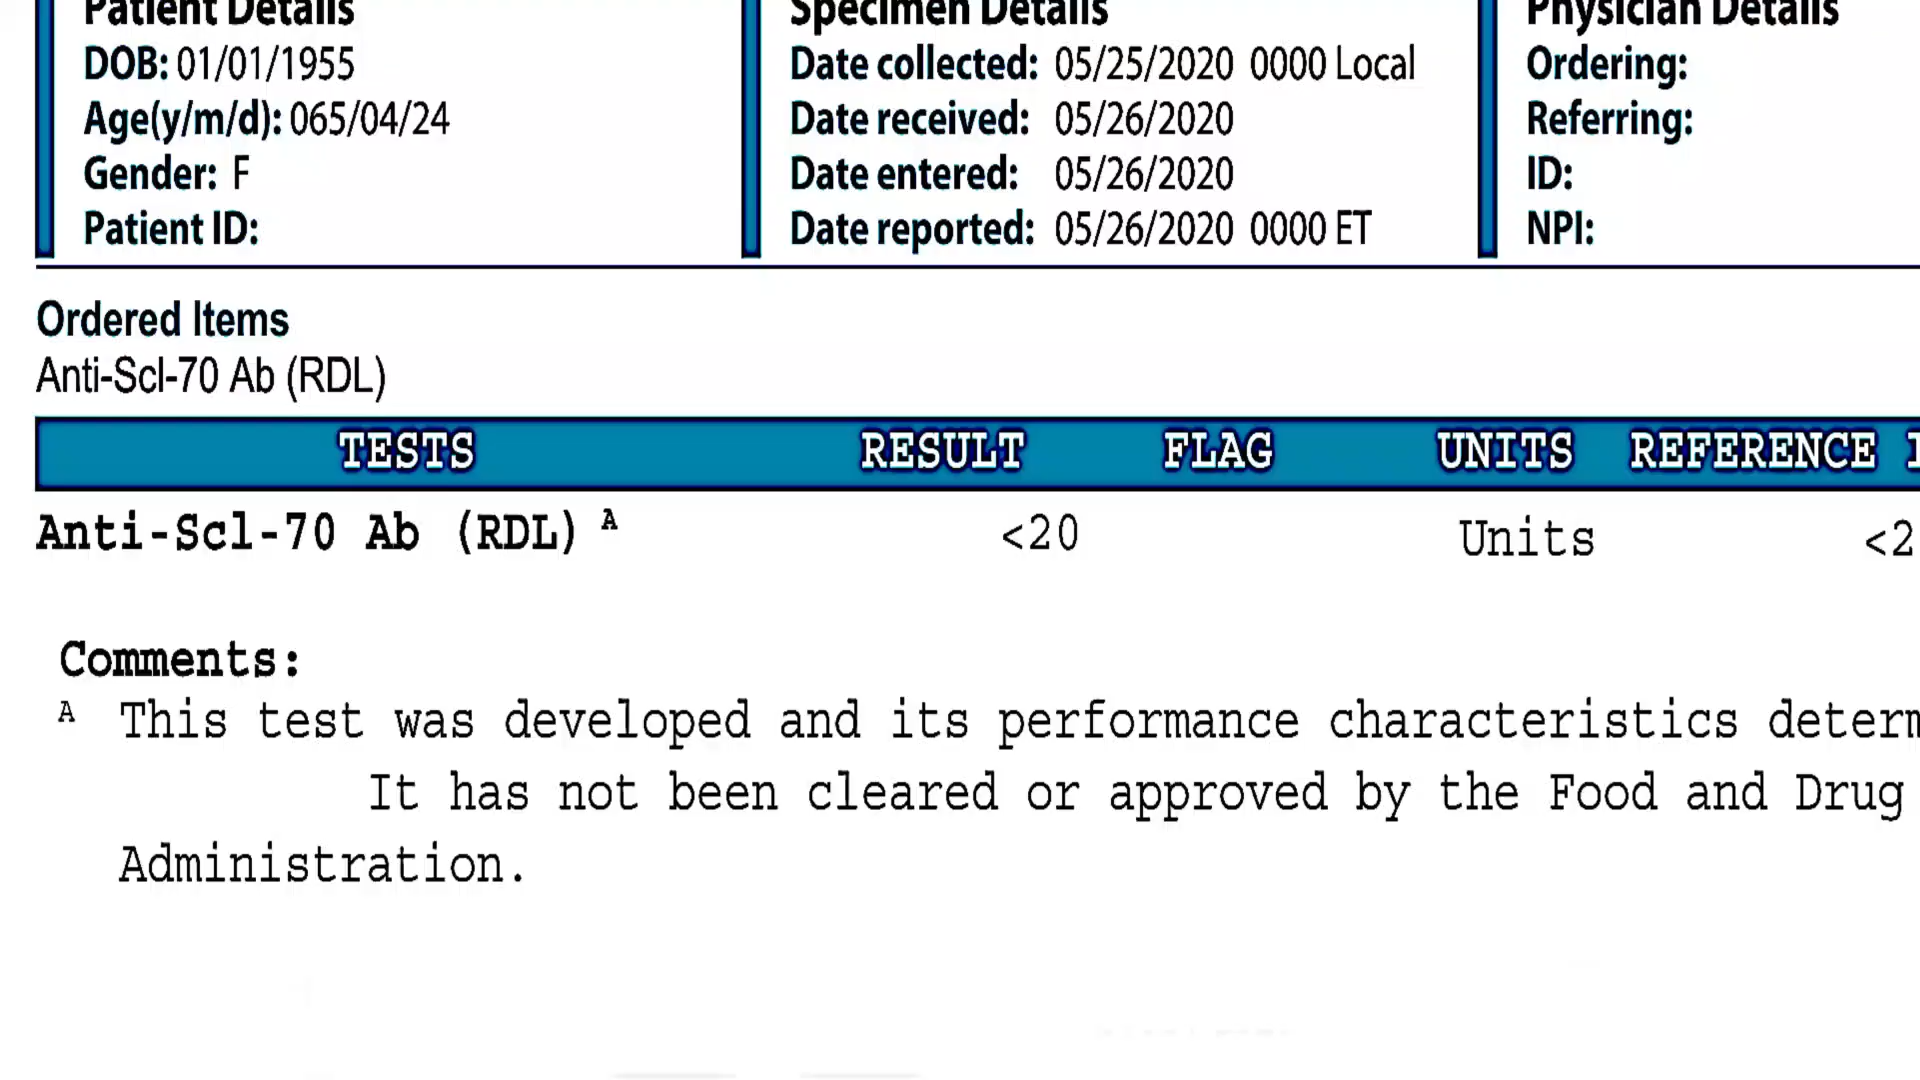 Patient Details
DOB: 01/01/1955
Age(y/m/d): 065/04/24
Gender: F
Patient ID:
Specimen Details
Date collected: 05/25/2020 0000 Local
Date received: 05/26/2020
Date entered: 05/26/2020
Date reported: 05/26/2020 0000 ET
Physician Details
Ordering:
Referring:
ID:
NPI:
Ordered Items
Anti-Scl-70 Ab (RDL)
TESTS RESULT FLAG UNITS REFERENCE
Anti-Scl-70 Ab (RDL) A <20 Units <2
Comments:
A This test was developed and its performance characteristics determ
It has not been cleared or approved by the Food and Drug
Administration.